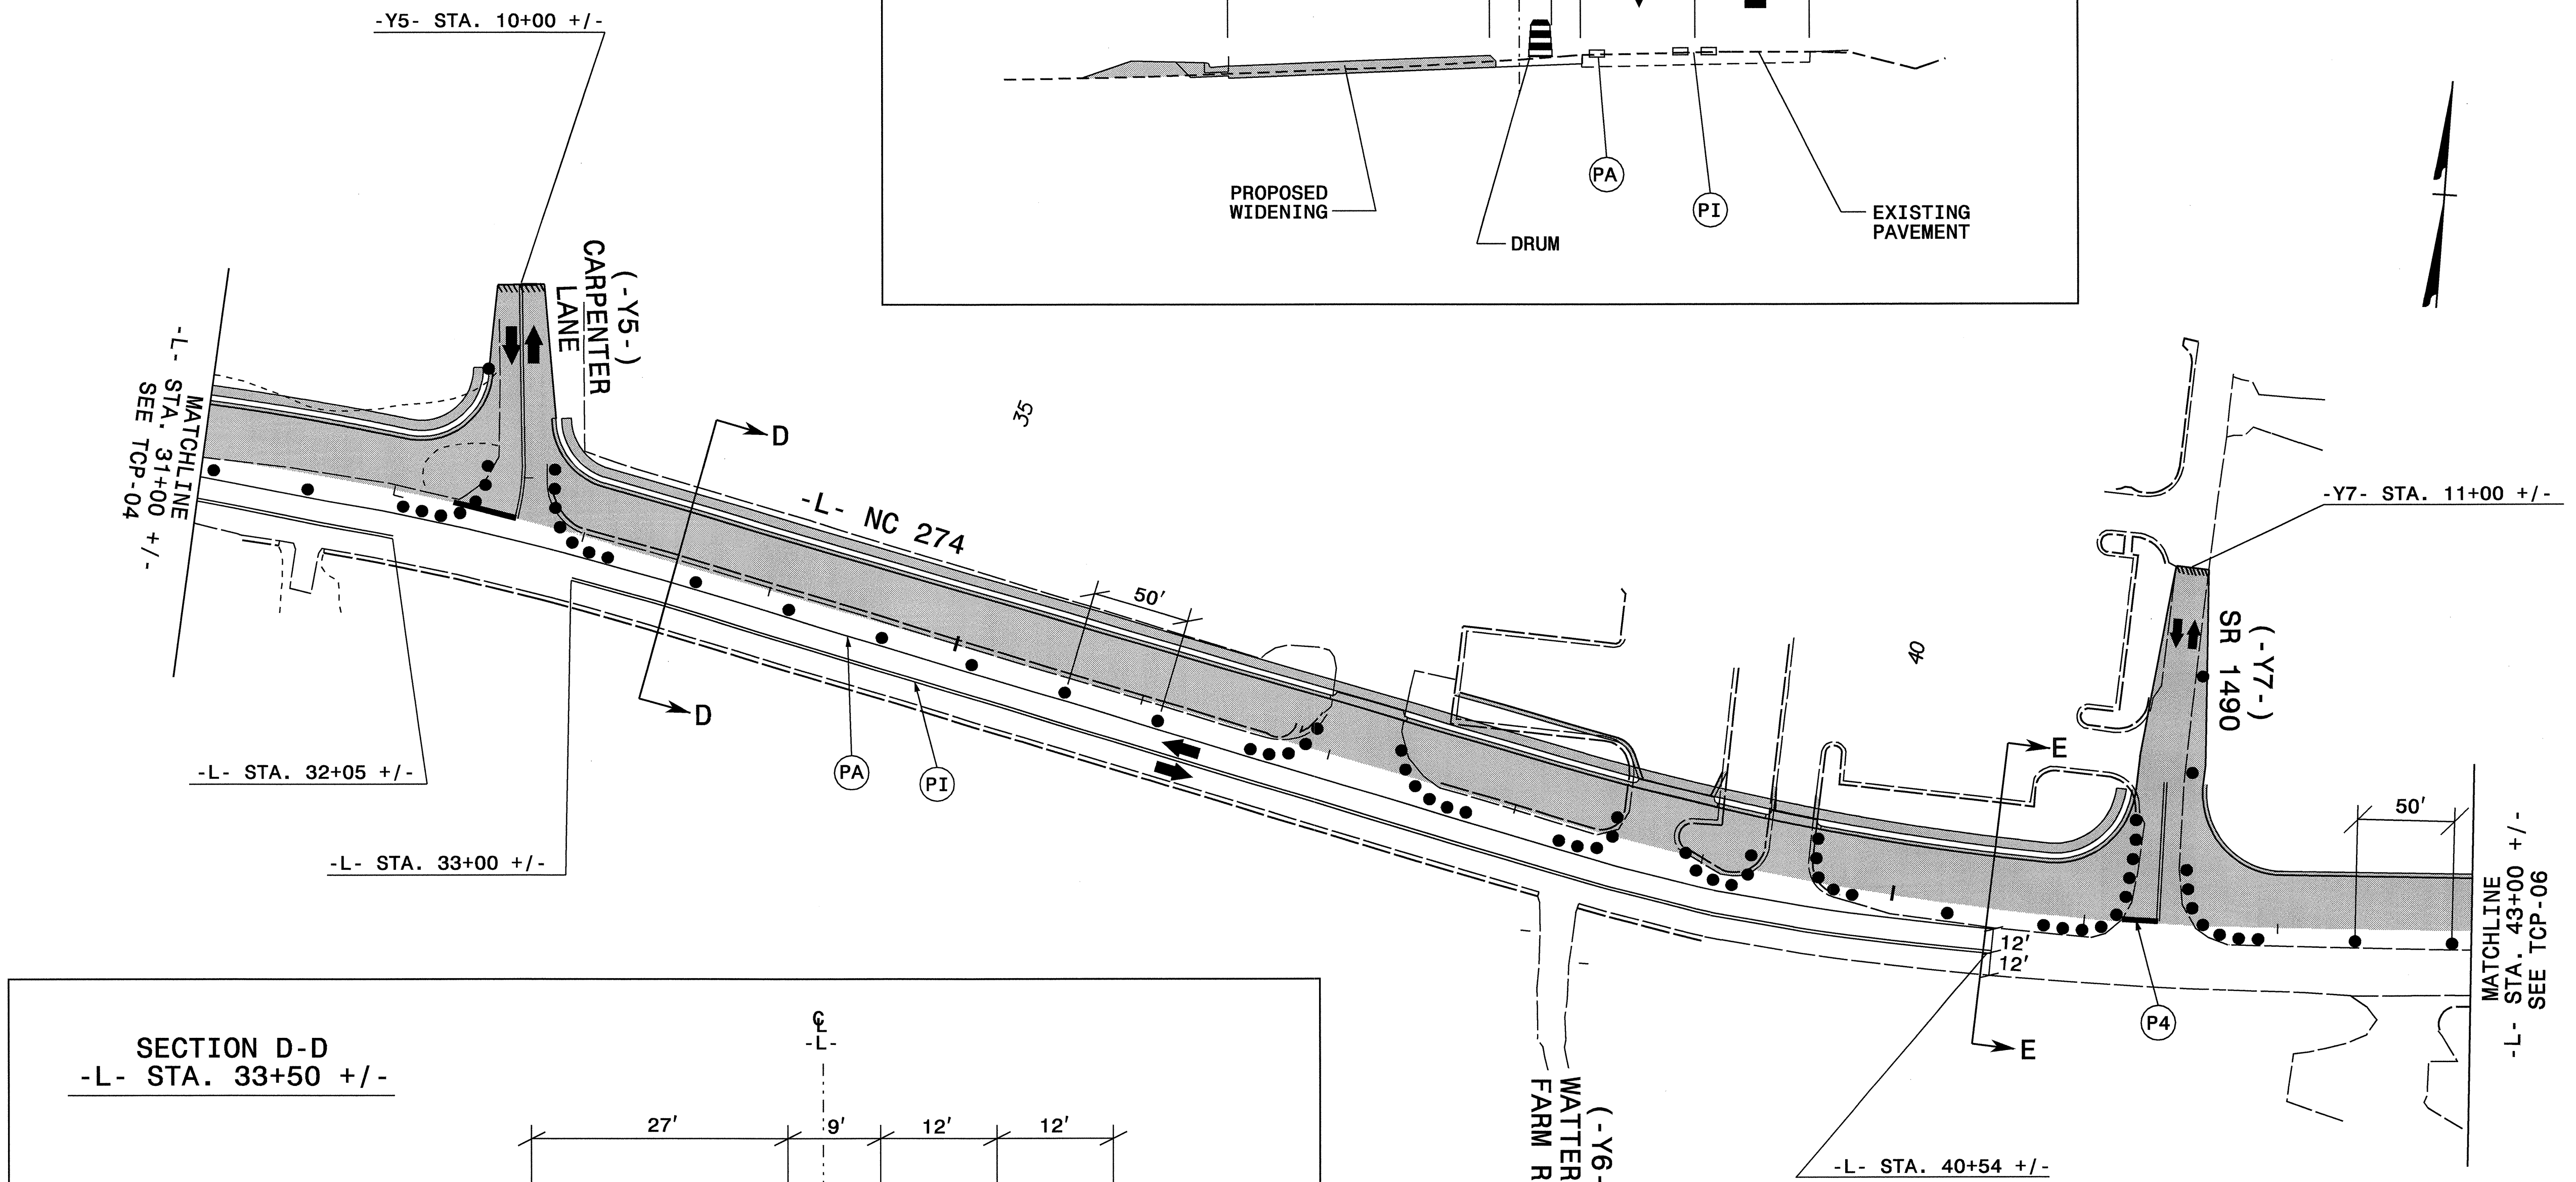 -Y5- STA. 10+00 +/-
PROPOSED
WIDENING
DRUM
PA
PI
EXISTING
PAVEMENT
(-Y5-)
CARPENTER
LANE
MATCHLINE
-L- STA. 31+00 +/-
SEE TCP-04
D
D
35
-L- NC 274
50'
-L- STA. 32+05 +/-
-L- STA. 33+00 +/-
PA
PI
40
-Y7- STA. 11+00 +/-
(-Y7-)
SR 1490
E
E
50'
12'
12'
P4
MATCHLINE
-L- STA. 43+00 +/-
SEE TCP-06
(-Y6-
WATTER
FARM R
-L- STA. 40+54 +/-
SECTION D-D
-L- STA. 33+50 +/-
℄
-L-
27'
9'
12'
12'